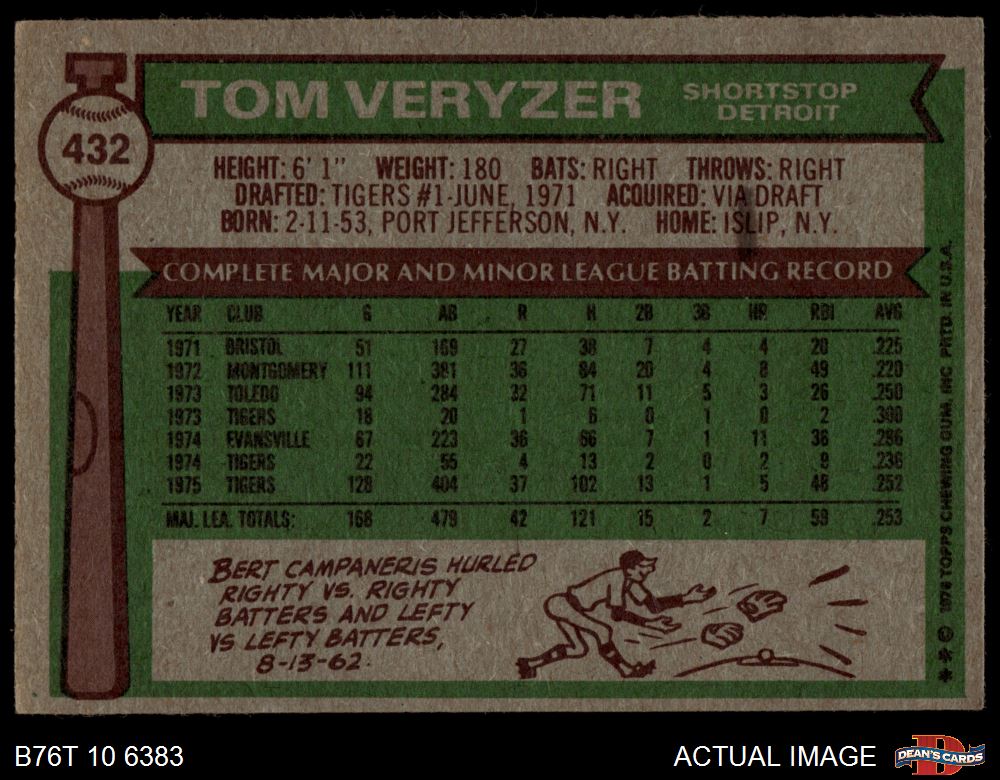 432
TOM VERYZER
SHORTSTOP
DETROIT
HEIGHT: 6' 1" WEIGHT: 180 BATS: RIGHT THROWS: RIGHT
DRAFTED: TIGERS #1-JUNE, 1971 ACQUIRED: VIA DRAFT
BORN: 2-11-53, PORT JEFFERSON, N.Y. HOME: ISLIP, N.Y.
COMPLETE MAJOR AND MINOR LEAGUE BATTING RECORD
YEAR CLUB G AB R H 2B 3B HR RBI AVG
1971 BRISTOL 51 169 27 38 7 4 4 20 .225
1972 MONTGOMERY 111 381 36 84 20 4 8 49 .220
1973 TOLEDO 94 284 32 71 11 5 3 26 .250
1973 TIGERS 18 20 1 6 0 1 0 2 .300
1974 EVANSVILLE 67 223 36 66 7 1 11 36 .296
1974 TIGERS 22 55 4 13 2 0 2 9 .236
1975 TIGERS 128 404 37 102 13 1 5 48 .252
MAJ. LEA. TOTALS: 168 479 42 121 15 2 7 59 .253
BERT CAMPANERIS HURLED
RIGHTY VS. RIGHTY
BATTERS AND LEFTY
VS LEFTY BATTERS,
8-13-62.
** © 1976 TOPPS CHEWING GUM, INC PRTD. IN U.S.A.
B76T 10 6383
ACTUAL IMAGE
D
DEAN'S CARDS